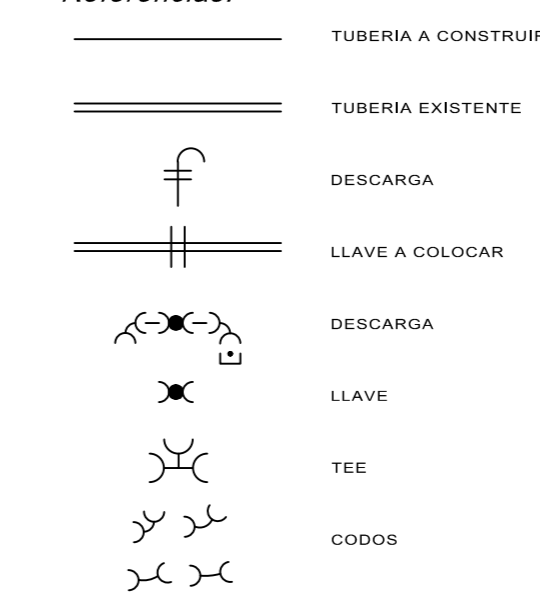 TUBERIA A CONSTRUIR
TUBERIA EXISTENTE
DESCARGA
LLAVE A COLOCAR
DESCARGA
LLAVE
TEE
CODOS